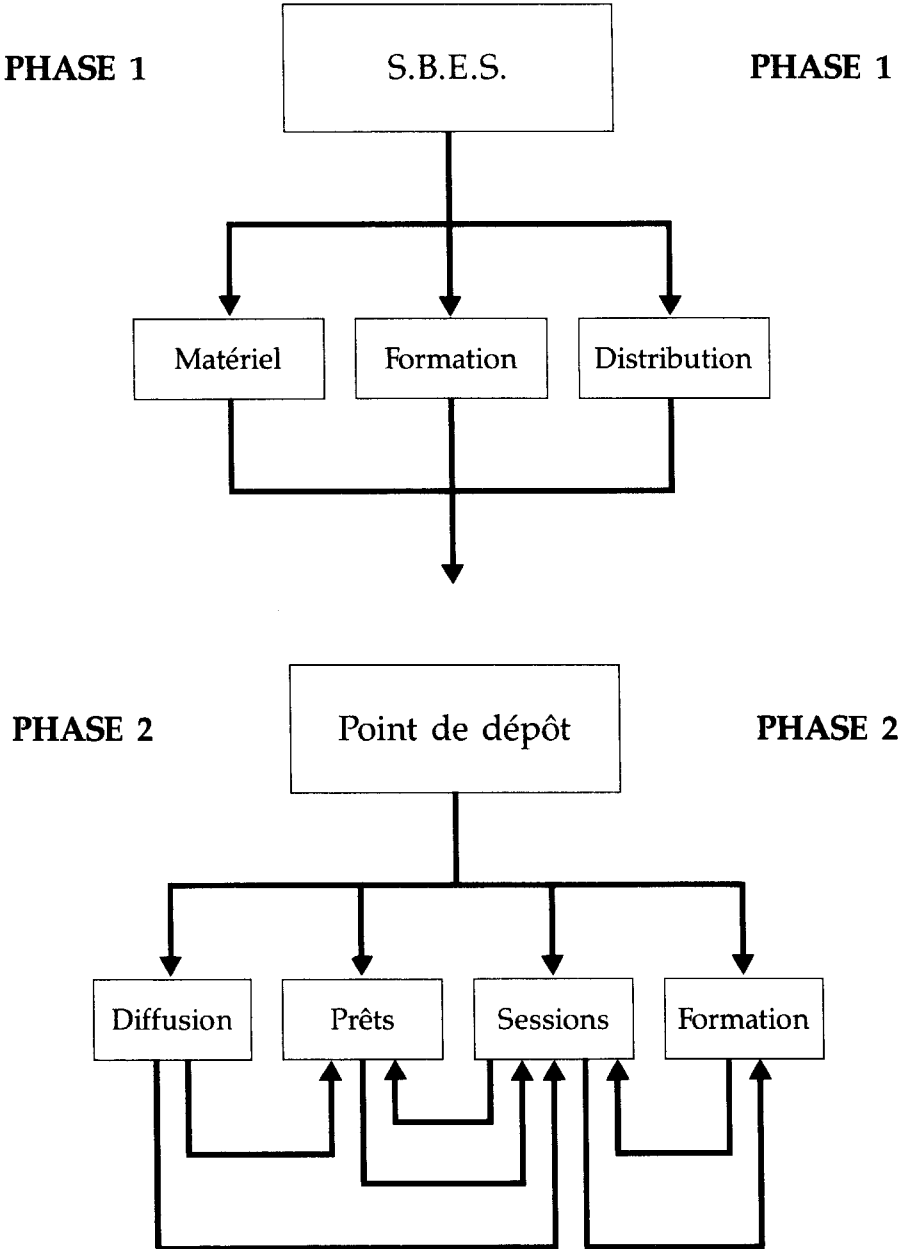 PHASE 1
S.B.E.S.
PHASE 1
Matériel
Formation
Distribution
PHASE 2
Point de dépôt
PHASE 2
Diffusion
Prêts
Sessions
Formation